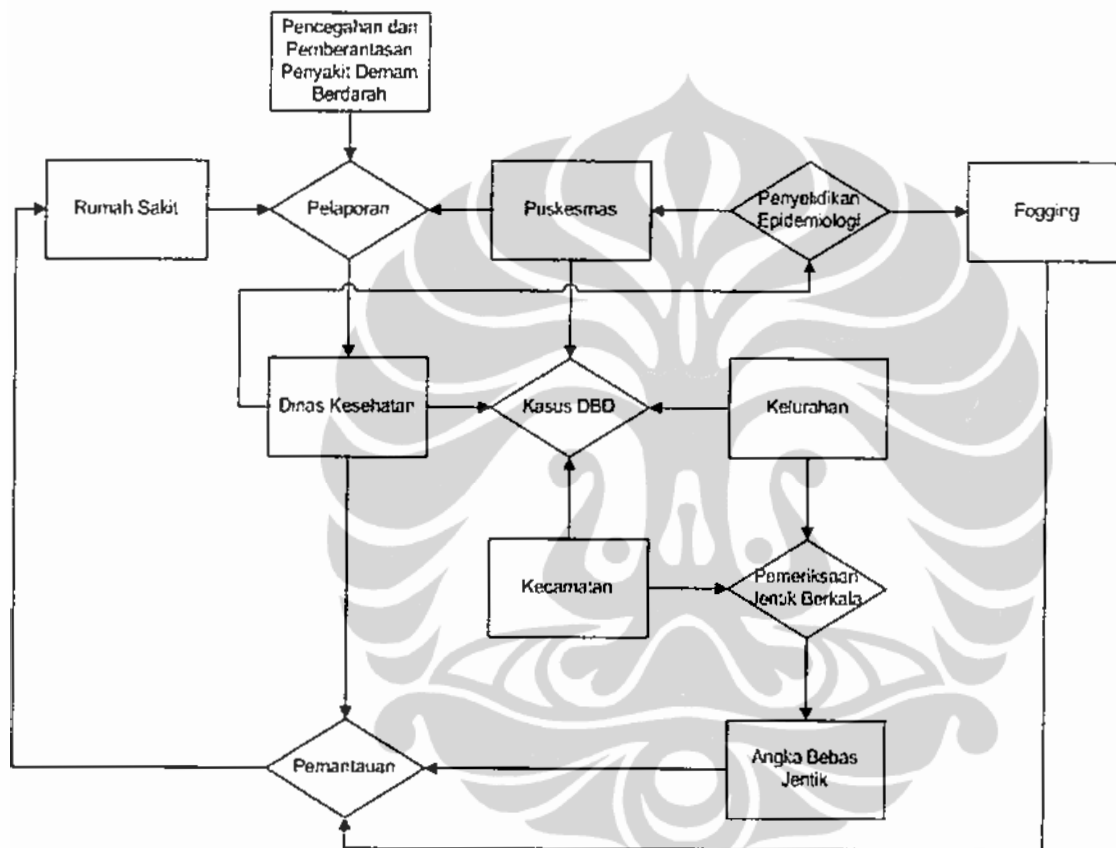 Pencegahan dan
Pemberantasan
Penyakit Demam
Berdarah
Rumah Sakit
Pelaporan
Puskesmas
Penyelidikan
Epidemiologi
Fogging
Dinas Kesehatan
Kasus DBD
Kelurahan
Kecamatan
Pemeriksaan
Jentik Berkala
Pemantauan
Angka Bebas
Jentik